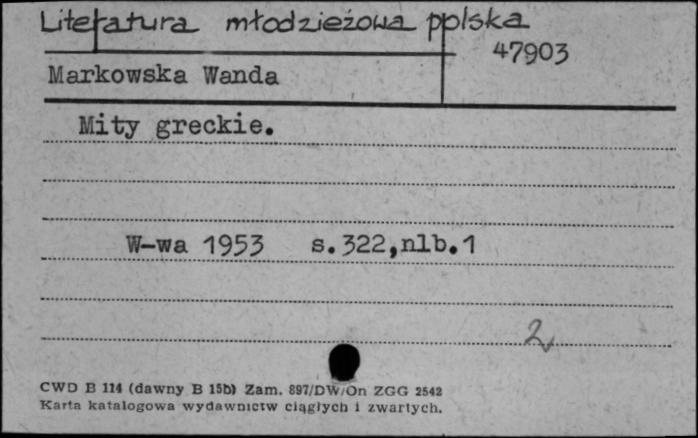 Literatura młodzieżowa polska
47903
Markowska Wanda
Mity greckie.
W-wa 1953 s.322,nlb.1
2
CWD B 114 (dawny B 15b) Zam. 897/DW/On ZGG 2542
Karta katalogowa wydawnictw ciągłych i zwartych.